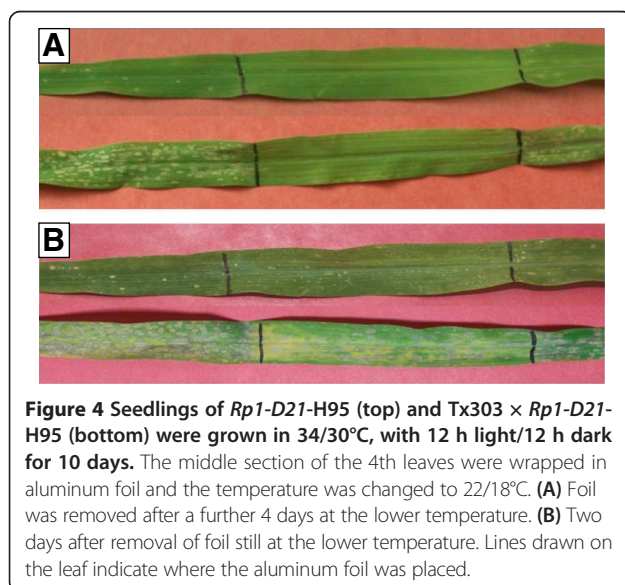 A
B
Figure 4 Seedlings of Rp1-D21-H95 (top) and Tx303 × Rp1-D21-
H95 (bottom) were grown in 34/30°C, with 12 h light/12 h dark
for 10 days. The middle section of the 4th leaves were wrapped in
aluminum foil and the temperature was changed to 22/18°C. (A) Foil
was removed after a further 4 days at the lower temperature. (B) Two
days after removal of foil still at the lower temperature. Lines drawn on
the leaf indicate where the aluminum foil was placed.